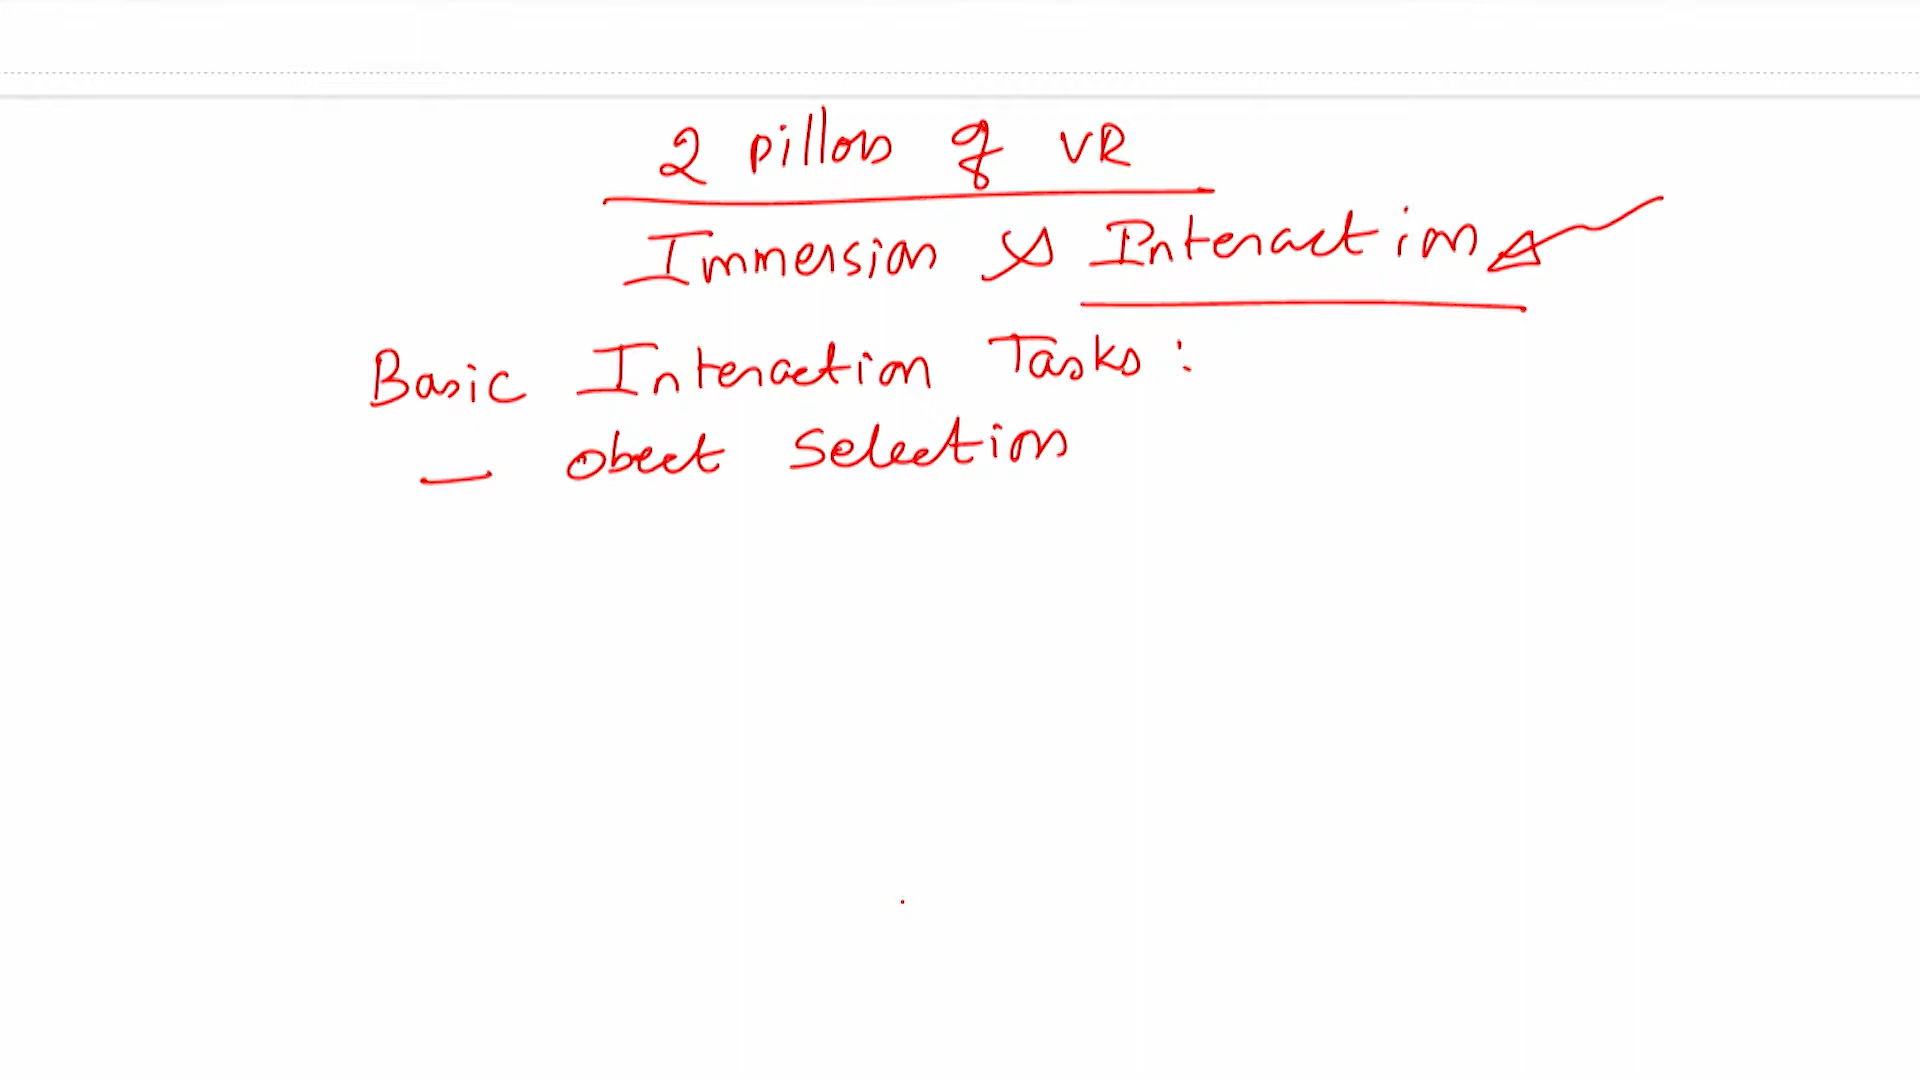 2 pillars of VR
Immersion & Interaction
Basic Interaction Tasks :
— Obect Selection